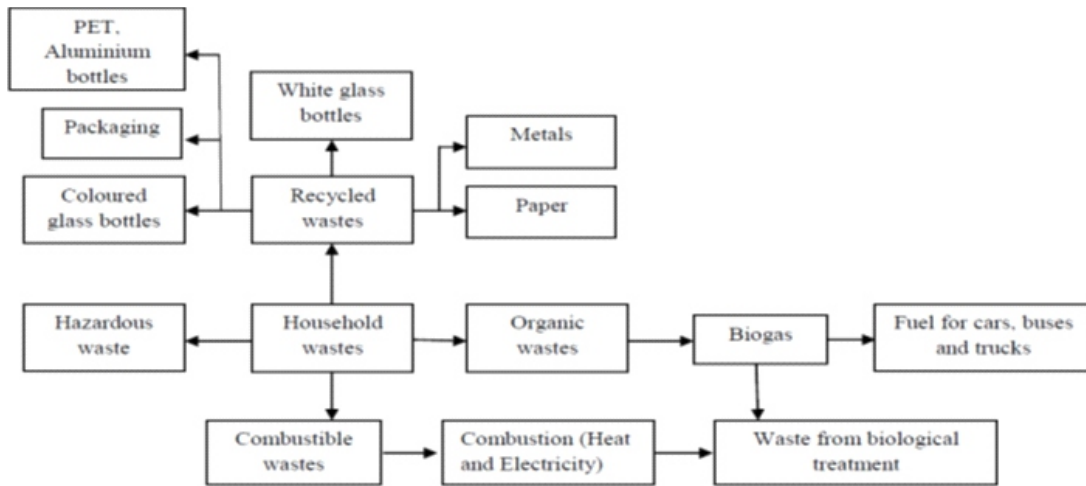 PET,
Aluminium
bottles
White glass
bottles
Packaging
Metals
Coloured
glass bottles
Recycled
wastes
Paper
Hazardous
waste
Household
wastes
Organic
wastes
Biogas
Fuel for cars, buses
and trucks
Combustible
wastes
Combustion (Heat
and Electricity)
Waste from biological
treatment